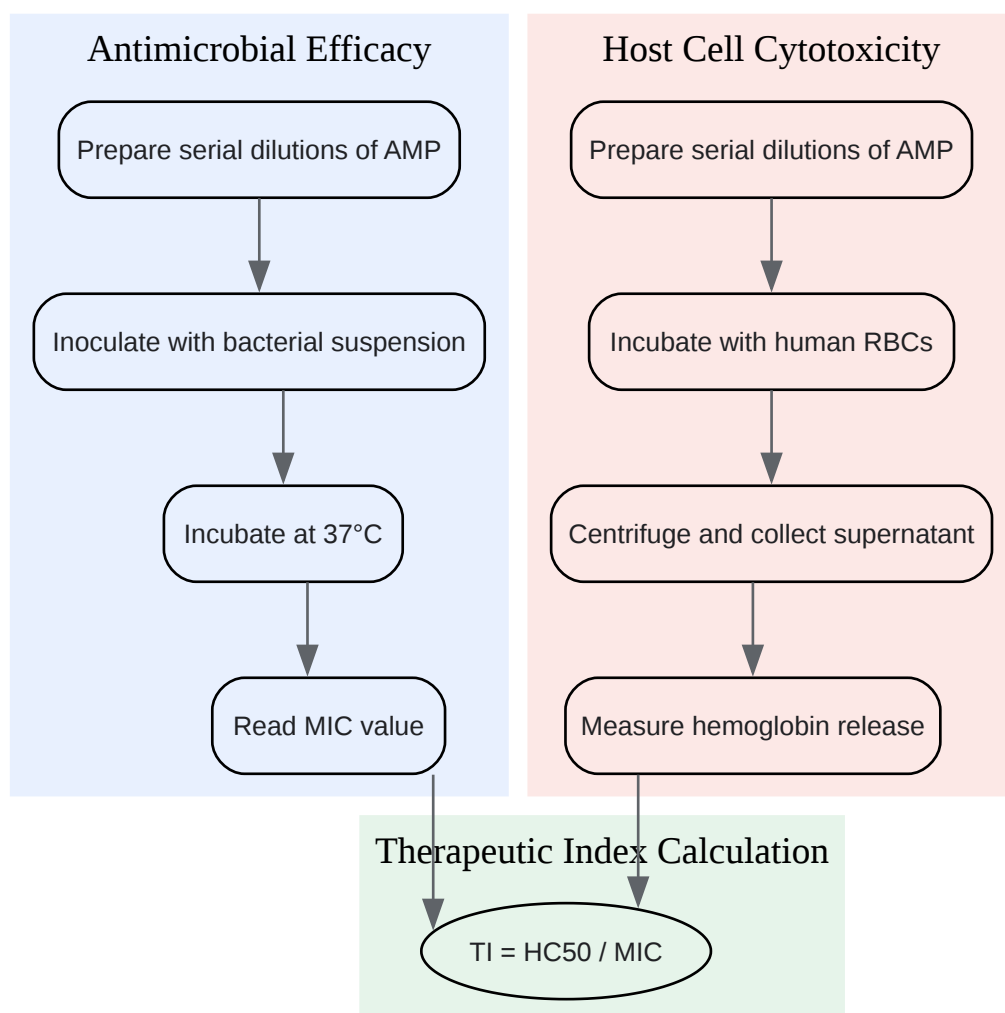 Antimicrobial Efficacy
Prepare serial dilutions of AMP
Inoculate with bacterial suspension
Incubate at 37°C
Read MIC value
Host Cell Cytotoxicity
Prepare serial dilutions of AMP
Incubate with human RBCs
Centrifuge and collect supernatant
Measure hemoglobin release
Therapeutic Index Calculation
TI = HC50 / MIC